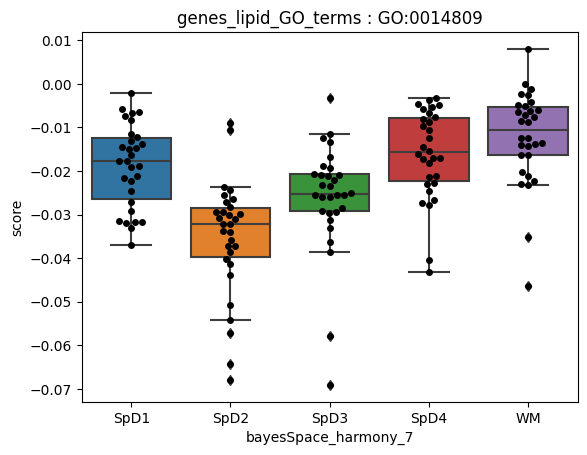 genes_lipid_GO_terms : GO:0014809
0.01
0.00
−0.01
−0.02
−0.03
−0.04
−0.05
−0.06
−0.07
score
SpD1 SpD2 SpD3 SpD4 WM
bayesSpace_harmony_7